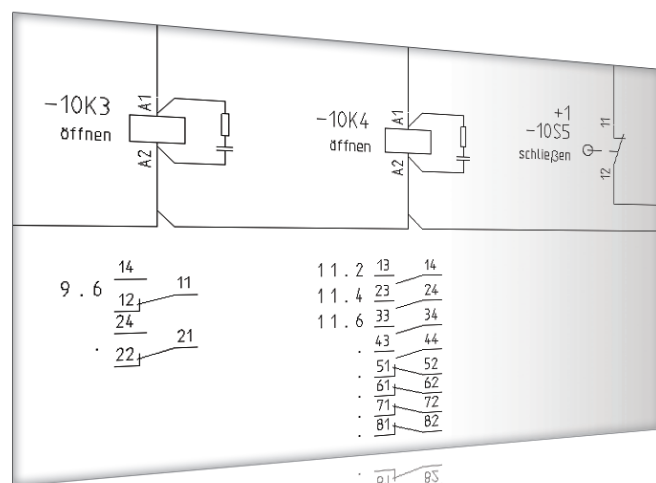 -10K3
öffnen
A1
A2
-10K4
öffnen
A1
A2
+1
-10S5
schließen
11
12
14
9.6 12 11
24
. 22 21
11.2 13 14
11.4 23 24
11.6 33 34
. 43 44
. 51 52
. 61 62
. 71 72
. 81 82